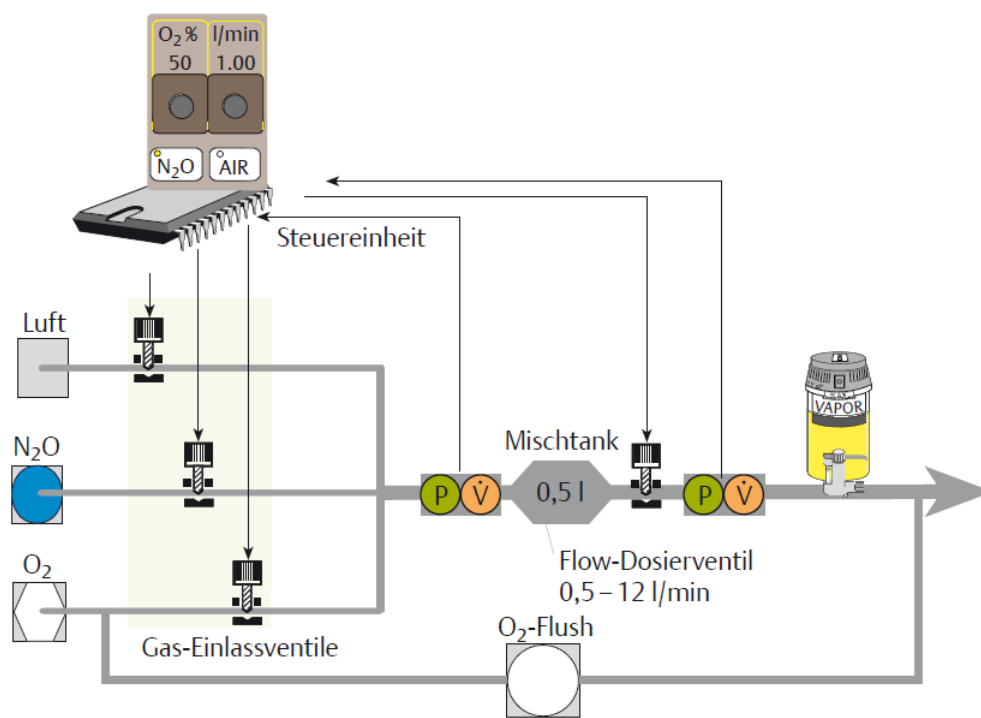 O₂% l/min
50 1.00
N₂O AIR
Steuereinheit
Luft
N₂O
O₂
Gas-Einlassventile
P V̇
Mischtank
0,5 l
P V̇
Flow-Dosierventil
0,5 – 12 l/min
VAPOR
O₂-Flush